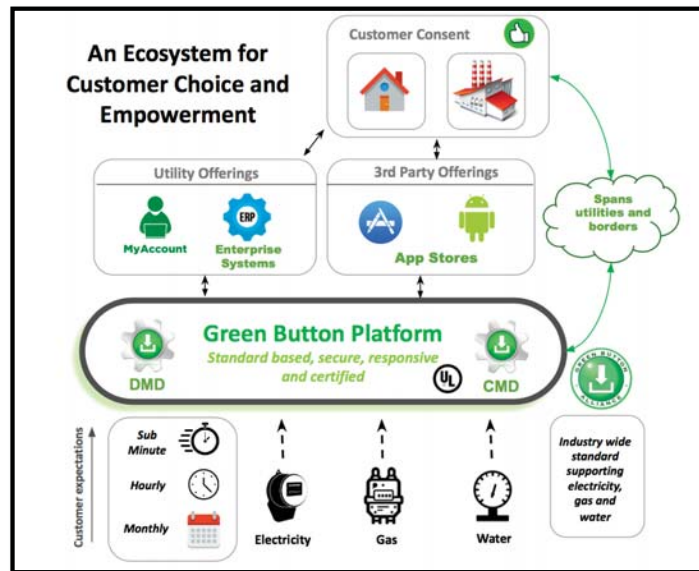 An Ecosystem for
Customer Choice and
Empowerment
Customer Consent
Utility Offerings
MyAccount
ERP
Enterprise
Systems
3rd Party Offerings
App Stores
Spans
utilities and
borders
Green Button Platform
Standard based, secure, responsive
and certified
DMD
UL
CMD
GREEN BUTTON
ALLIANCE
Customer expectations
Sub
Minute
Hourly
Monthly
Electricity
Gas
Water
Industry wide
standard
supporting
electricity,
gas and
water